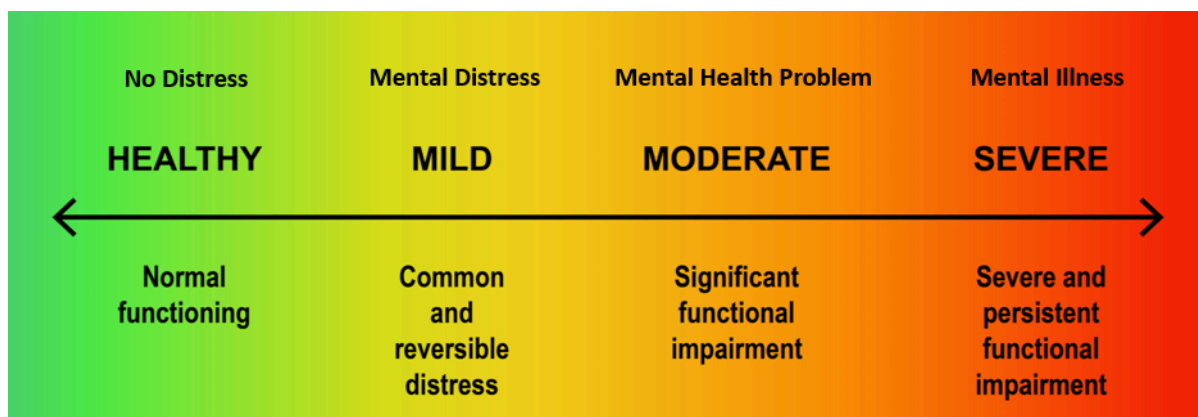 No Distress
Mental Distress
Mental Health Problem
Mental Illness
HEALTHY
MILD
MODERATE
SEVERE
Normal
functioning
Common
and
reversible
distress
Significant
functional
impairment
Severe and
persistent
functional
impairment